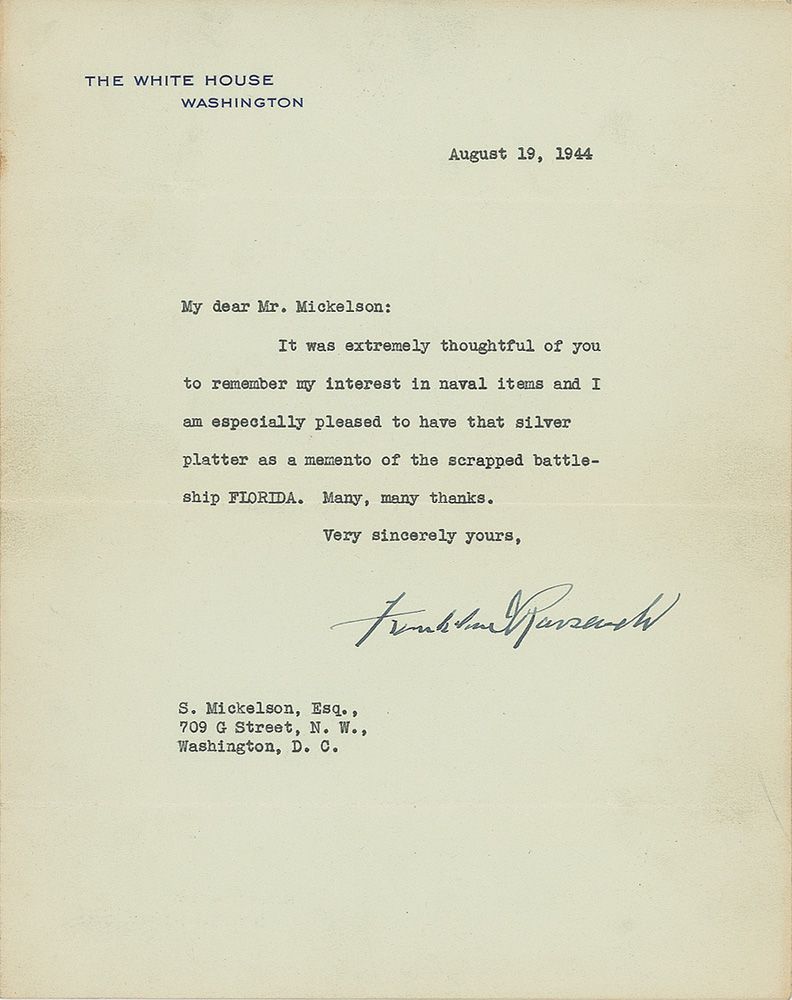 THE WHITE HOUSE
WASHINGTON
August 19, 1944
My dear Mr. Mickelson:
It was extremely thoughtful of you
to remember my interest in naval items and I
am especially pleased to have that silver
platter as a memento of the scrapped battle-
ship FLORIDA. Many, many thanks.
Very sincerely yours,
Franklin D Roosevelt
S. Mickelson, Esq.,
709 G Street, N. W.,
Washington, D. C.